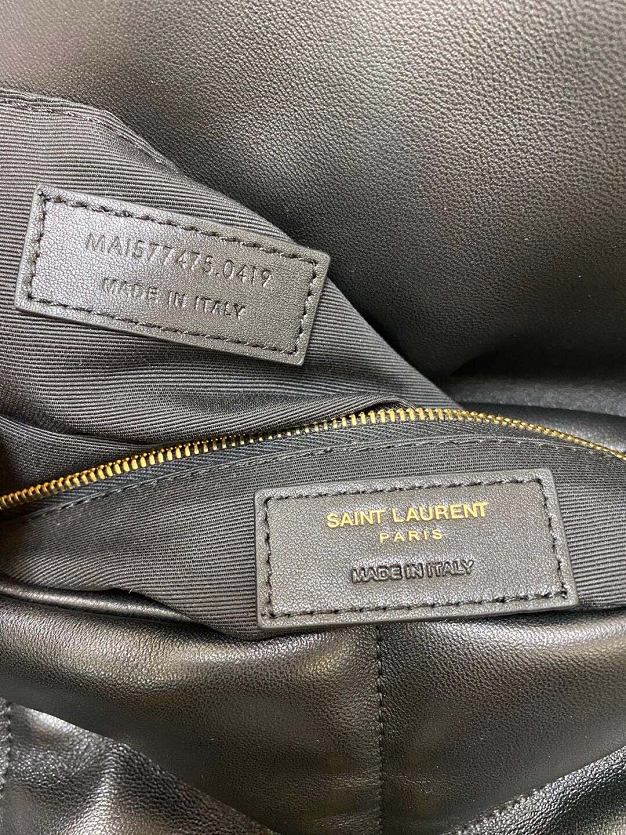 MAI577475.0419
MADE IN ITALY
SAINT LAURENT
PARIS
MADE IN ITALY